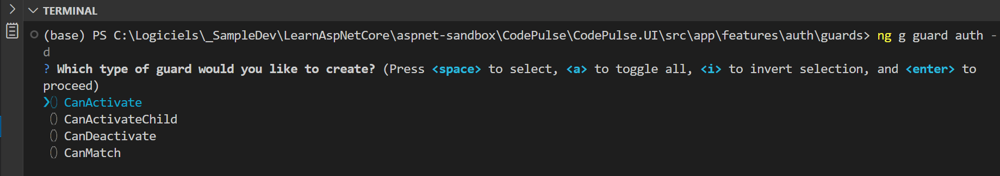 TERMINAL
(base) PS C:\Logiciels\_SampleDev\LearnAspNetCore\aspnet-sandbox\CodePulse\CodePulse.UI\src\app\features\auth\guards> ng g guard auth -
d
? Which type of guard would you like to create? (Press <space> to select, <a> to toggle all, <i> to invert selection, and <enter> to
proceed)
❯() CanActivate
() CanActivateChild
() CanDeactivate
() CanMatch